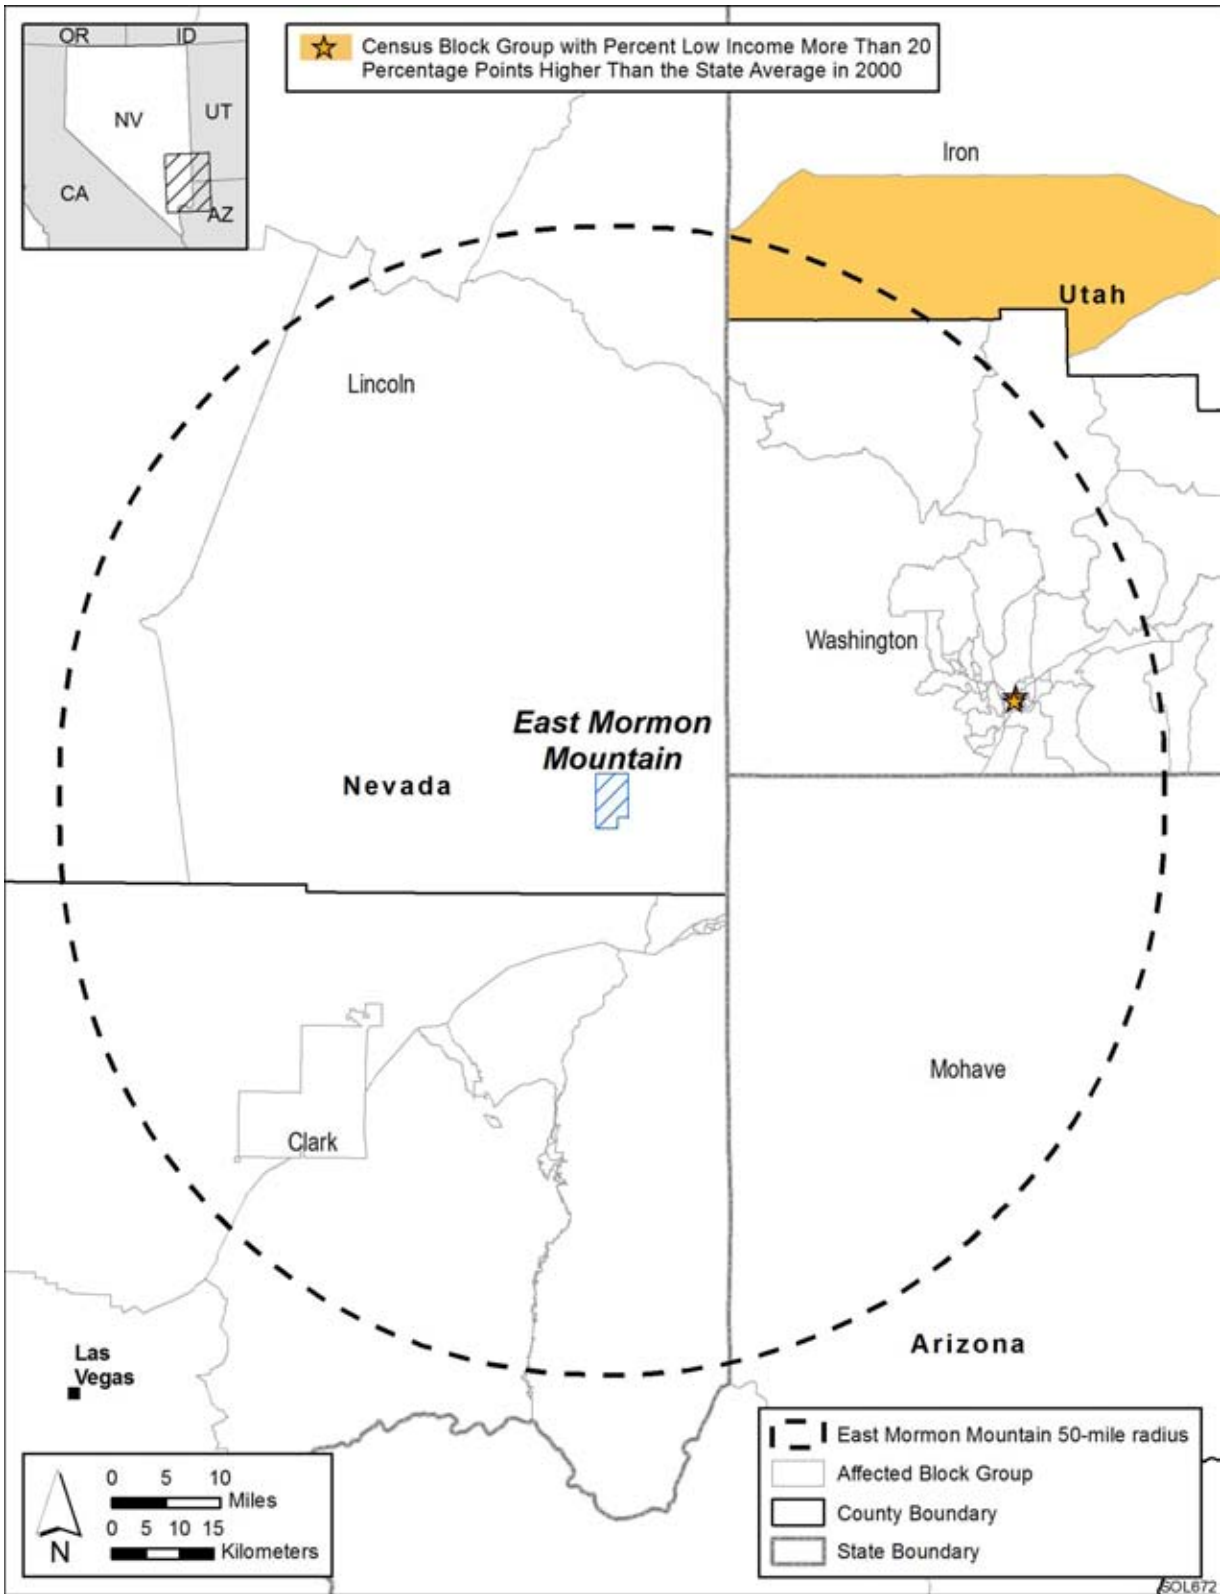 OR ID
NV
UT
CA
AZ
Census Block Group with Percent Low Income More Than 20
Percentage Points Higher Than the State Average in 2000
Iron
Utah
Lincoln
Washington
East Mormon
Mountain
Nevada
Mohave
Clark
Arizona
Las
Vegas
0 5 10
Miles
0 5 10 15
Kilometers
N
East Mormon Mountain 50-mile radius
Affected Block Group
County Boundary
State Boundary
SOL672